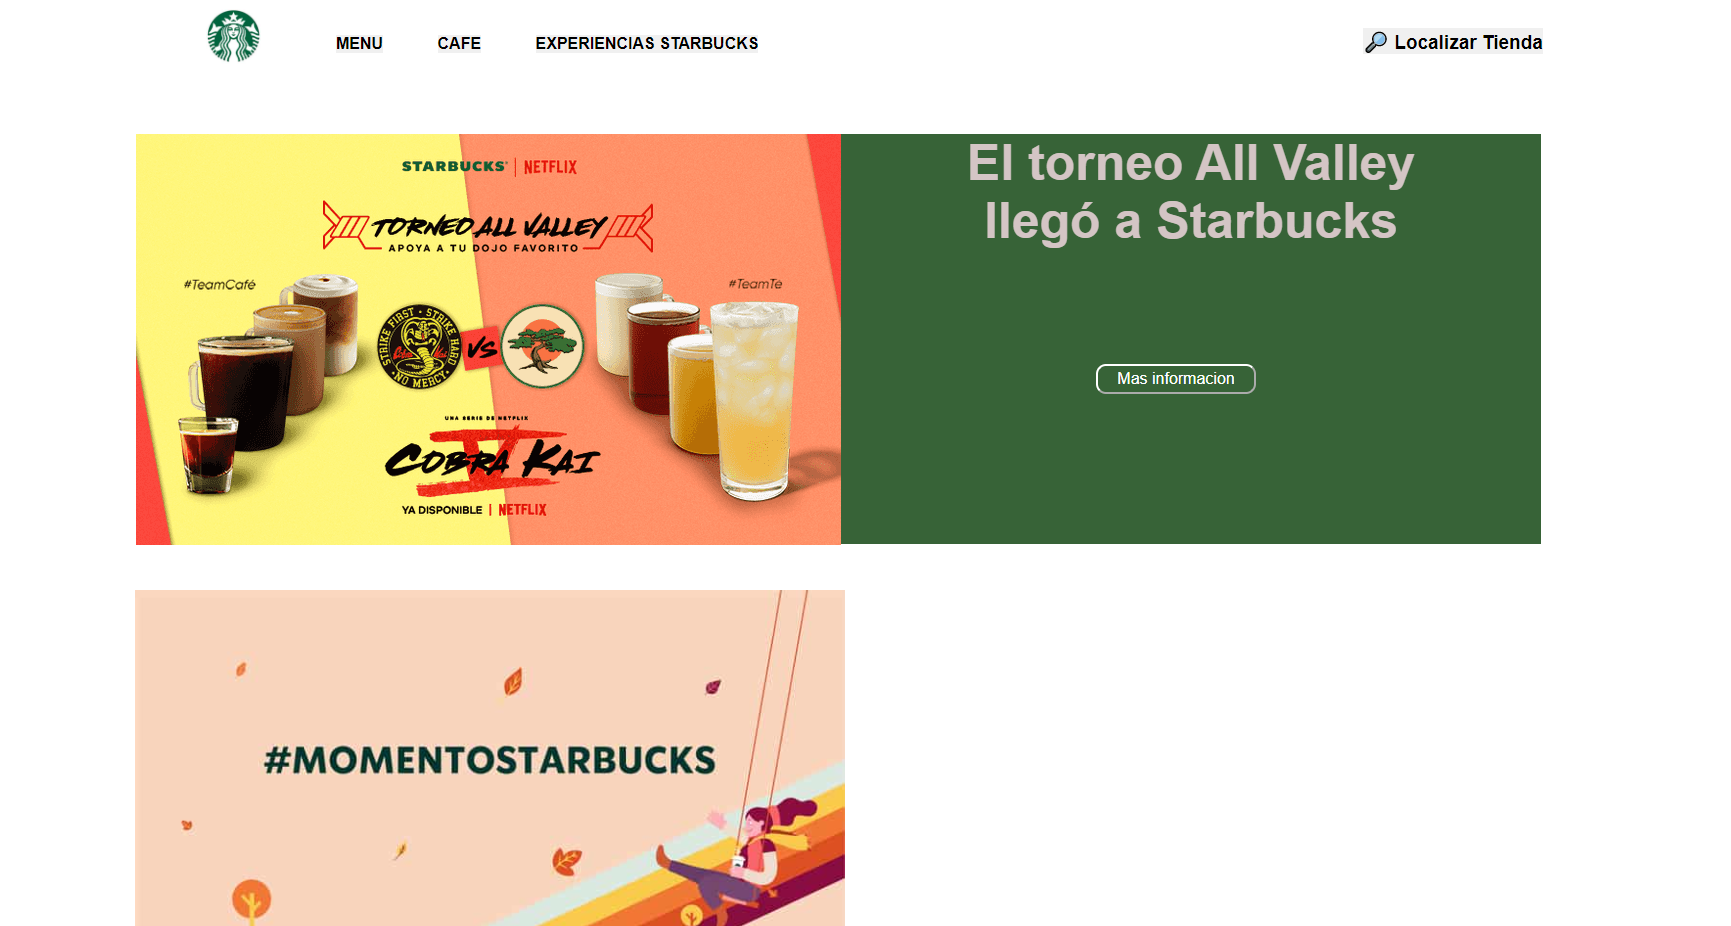 MENU CAFE EXPERIENCIAS STARBUCKS
🔎 Localizar Tienda
STARBUCKS | NETFLIX
TORNEO ALL VALLEY
APOYA A TU DOJO FAVORITO
#TeamCafé
#TeamTé
STRIKE FIRST • STRIKE HARD • NO MERCY •
Cobra Kai
VS
UNA SERIE DE NETFLIX
COBRA KAI
V
YA DISPONIBLE | NETFLIX
El torneo All Valley
llegó a Starbucks
Mas informacion
#MOMENTOSTARBUCKS